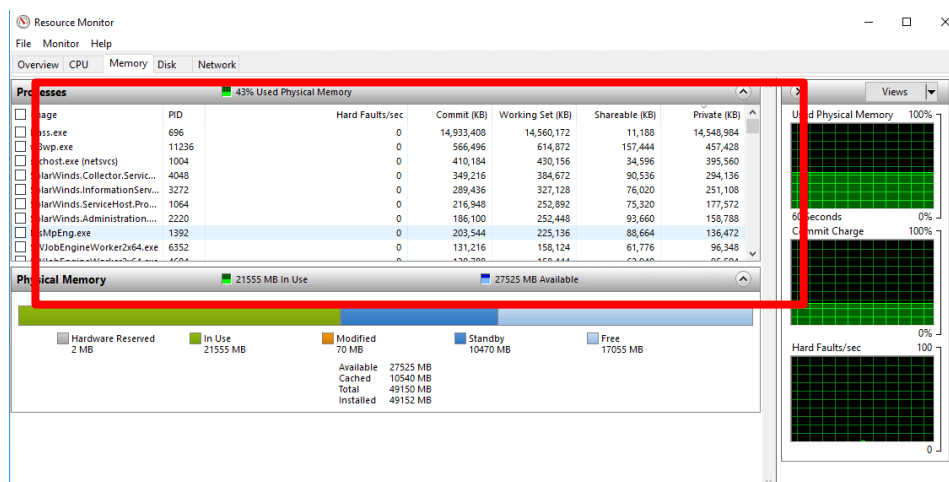 Resource Monitor
File Monitor Help
Overview CPU Memory Disk Network
43% Used Physical Memory
PID Hard Faults/sec Commit (KB) Working Set (KB) Shareable (KB) Private (KB)
696 0 14,933,408 14,560,172 11,188 14,548,984
11236 0 566,496 614,872 157,444 457,428
(netsvcs) 1004 0 410,184 430,156 34,596 395,560
4048 0 349,216 384,672 90,536 294,136
3272 0 289,436 327,128 76,020 251,108
1064 0 216,948 252,892 75,320 177,572
2220 0 186,100 252,448 93,660 158,788
1392 0 203,544 225,136 88,664 136,472
6352 0 131,216 158,124 61,776 96,348
Physical Memory 21555 MB In Use 27525 MB Available
Hardware Reserved
2 MB
In Use
21555 MB
Modified
70 MB
Standby
10470 MB
Free
17055 MB
Available 27525 MB
Cached 10540 MB
Total 49150 MB
Installed 49152 MB
Views
Used Physical Memory 100%
60 Seconds 0%
Commit Charge 100%
0%
Hard Faults/sec 100
0